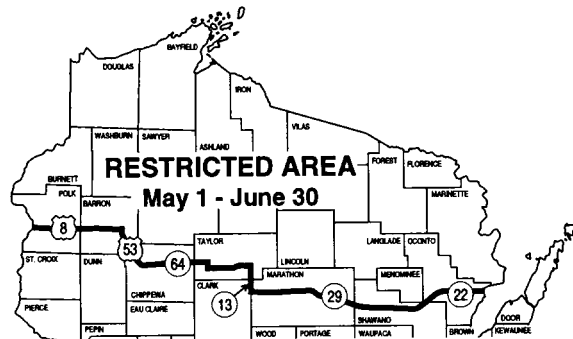 BAYFIELD
DOUGLAS
IRON
VILAS
WASHBURN
SAWYER
ASHLAND
FOREST
FLORENCE
RESTRICTED AREA
May 1 - June 30
BURNETT
POLK
BARRON
MARINETTE
8
53
64
TAYLOR
LINCOLN
LANGLADE
OCONTO
ST. CROIX
DUNN
CHIPPEWA
CLARK
MARATHON
MENOMINEE
13
29
22
PIERCE
PEPIN
EAU CLAIRE
WOOD
PORTAGE
SHAWANO
WAUPACA
BROWN
DOOR
KEWAUNEE